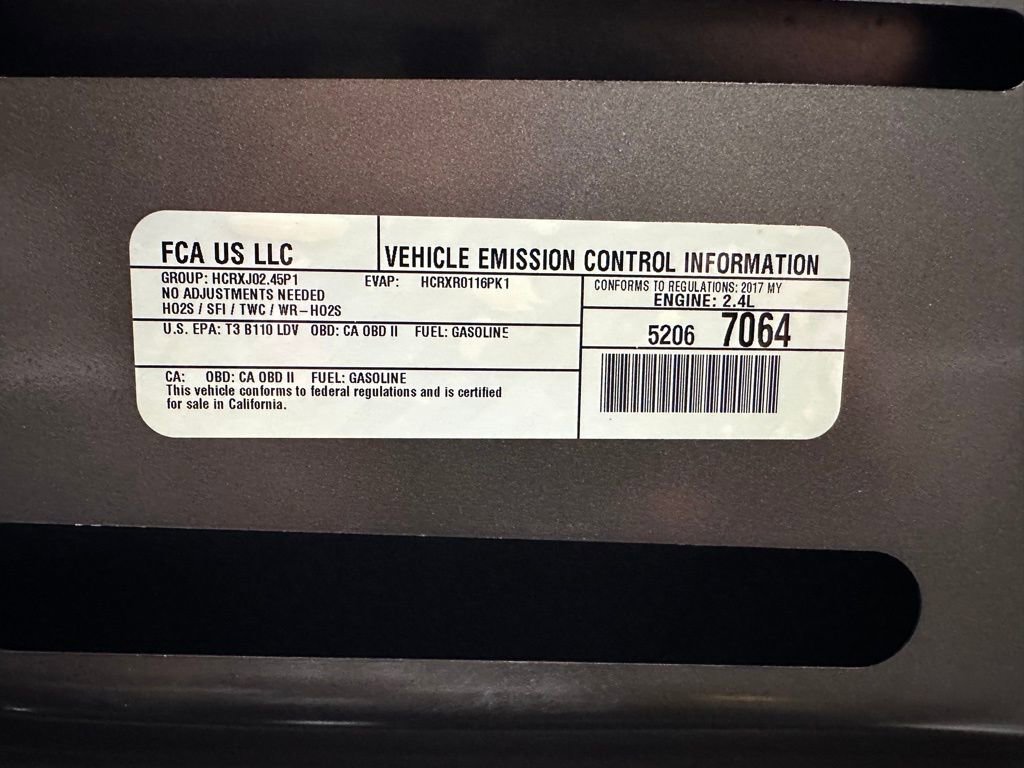 FCA US LLC
VEHICLE EMISSION CONTROL INFORMATION
GROUP: HCRXJ02.45P1 EVAP: HCRXR0116PK1
NO ADJUSTMENTS NEEDED
HO2S / SFI / TWC / WR-HO2S
CONFORMS TO REGULATIONS: 2017 MY
ENGINE: 2.4L
U.S. EPA: T3 B110 LDV OBD: CA OBD II FUEL: GASOLINE
5206 7064
CA: OBD: CA OBD II FUEL: GASOLINE
This vehicle conforms to federal regulations and is certified
for sale in California.